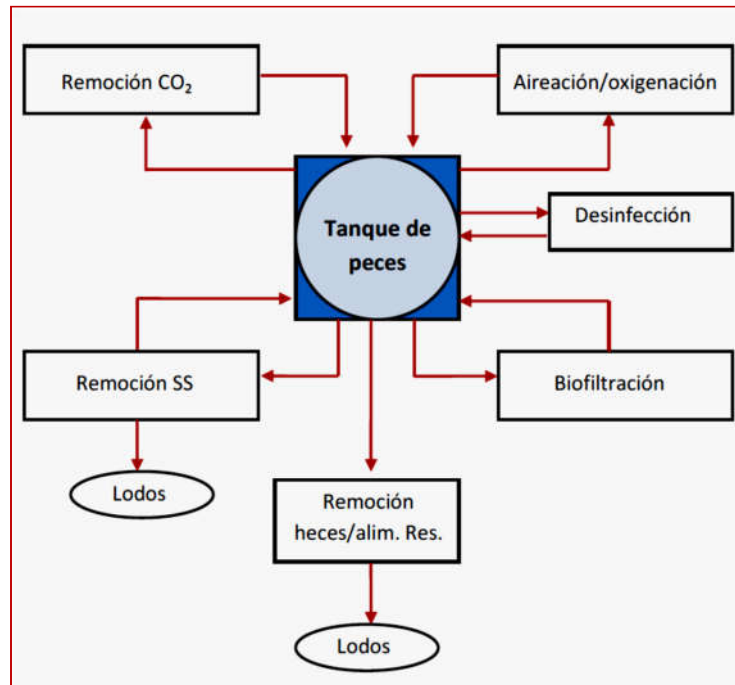 Remoción CO₂
Aireación/oxigenación
Desinfección
Tanque de
peces
Remoción SS
Biofiltración
Lodos
Remoción
heces/alim. Res.
Lodos